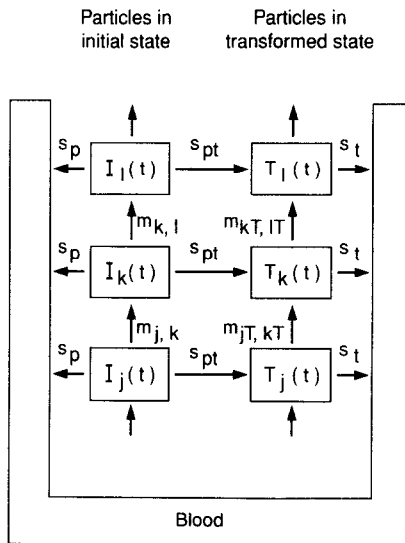 Particles in initial state
Particles in transformed state
s_p I_l(t) s_pt T_l(t) s_t
m_k, l m_kT, lT
s_p I_k(t) s_pt T_k(t) s_t
m_j, k m_jT, kT
s_p I_j(t) s_pt T_j(t) s_t
Blood